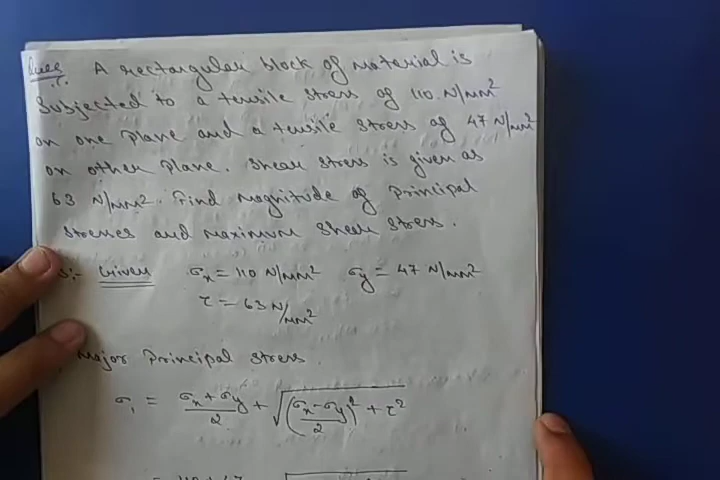 Ques :. A rectangular block of material is
Subjected to a tensile stress of 110 N/mm²
on one plane and a tensile stress of 47 N/mm²
on other plane. Shear stress is given as
63 N/mm². Find magnitude of Principal
stresses and maximum shear stress.
S:- Given σx = 110 N/mm² σy = 47 N/mm²
τ = 63 N/mm²
Major Principal stress.
σ1 = (σx + σy)/2 + √((σx - σy)/2)² + τ²